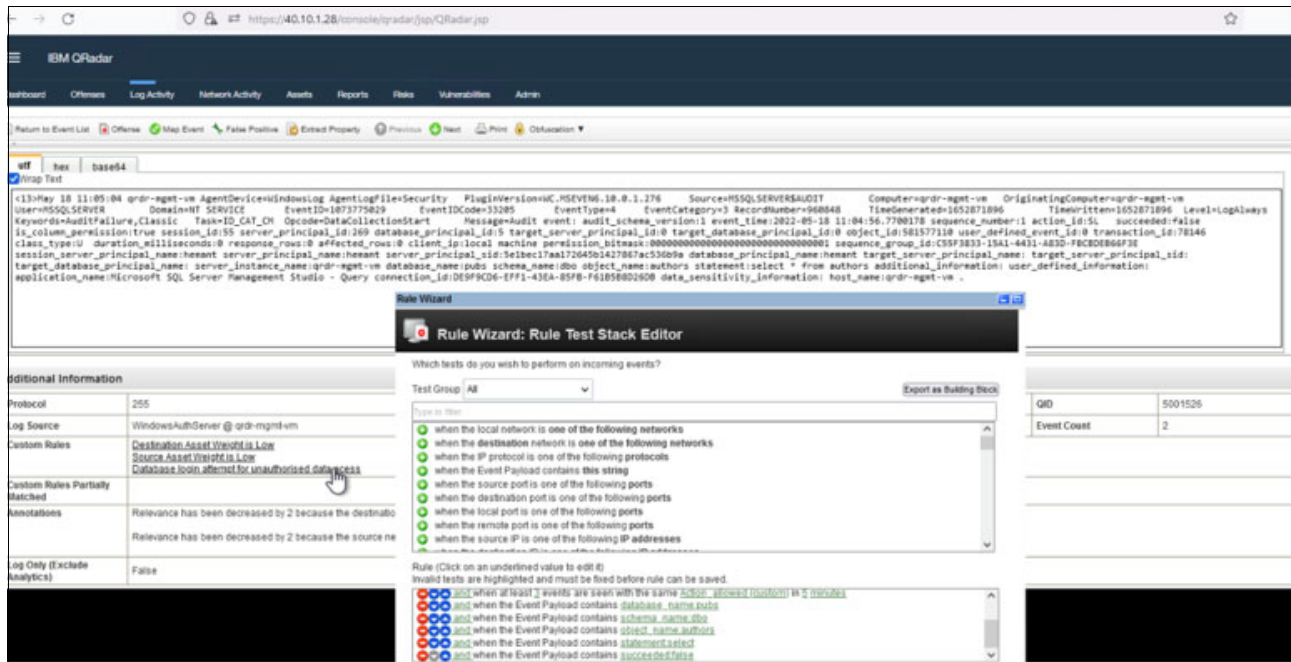 https://40.10.1.28/console/qradar/jsp/QRadar.jsp
IBM QRadar
ashboard Offenses Log Activity Network Activity Assets Reports Risks Vulnerabilities Admin
Return to Event List Offense Map Event False Positive Extract Property Previous Next Print Obfuscation
utf hex base64
Wrap Text
<13>May 18 11:05:04 qrdr-mgmt-vm AgentDevice=WindowsLog AgentLogFile=Security PluginVersion=WC.MSEVEN6.10.0.1.276 Source=MSSQLSERVER$AUDIT Computer=qrdr-mgmt-vm OriginatingComputer=qrdr-mgmt-vm
User=MSSQLSERVER Domain=NT SERVICE EventID=1073775029 EventIDCode=33205 EventType=4 EventCategory=3 RecordNumber=960848 TimeGenerated=1652871896 TimeWritten=1652871896 Level=LogAlways
Keywords=AuditFailure,Classic Task=ID_CAT_CM Opcode=DataCollectionStart Message=Audit event: audit_schema_version:1 event_time:2022-05-18 11:04:56.7700178 sequence_number:1 action_id:SL succeeded:false
is_column_permission:true session_id:55 server_principal_id:269 database_principal_id:5 target_server_principal_id:0 target_database_principal_id:0 object_id:581577110 user_defined_event_id:0 transaction_id:78146
class_type:U duration_milliseconds:0 response_rows:0 affected_rows:0 client_ip:local machine permission_bitmask:00000000000000000000000000000001 sequence_group_id:
session_server_principal_name:hemant server_principal_name:hemant server_principal_sid: database_principal_name:hemant target_server_principal_name: target_server_principal_sid:
target_database_principal_name: server_instance_name:qrdr-mgmt-vm database_name:pubs schema_name:dbo object_name:authors statement:select * from authors additional_information: user_defined_information:
application_name:Microsoft SQL Server Management Studio - Query connection_id: data_sensitivity_information: host_name:qrdr-mgmt-vm .
Rule Wizard
Rule Wizard: Rule Test Stack Editor
Which tests do you wish to perform on incoming events?
Test Group All Export as Building Block
Type to filter
when the local network is one of the following networks
when the destination network is one of the following networks
when the IP protocol is one of the following protocols
when the Event Payload contains this string
when the source port is one of the following ports
when the destination port is one of the following ports
when the local port is one of the following ports
when the remote port is one of the following ports
when the source IP is one of the following IP addresses
Rule (Click on an underlined value to edit it)
Invalid tests are highlighted and must be fixed before rule can be saved.
and when at least 3 events are seen with the same Action_allowed (custom) in 5 minutes
and when the Event Payload contains database_name:pubs
and when the Event Payload contains schema_name:dbo
and when the Event Payload contains object_name:authors
and when the Event Payload contains statement:select
and when the Event Payload contains succeeded:false
dditional Information
Protocol 255 QID 5001526
Log Source WindowsAuthServer @ qrdr-mgmt-vm Event Count 2
Custom Rules Destination Asset Weight is Low
Source Asset Weight is Low
Database login attempt for unauthorised data access
Custom Rules Partially Matched
Annotations Relevance has been decreased by 2 because the destinatio
Relevance has been decreased by 2 because the source ne
Log Only (Exclude Analytics) False